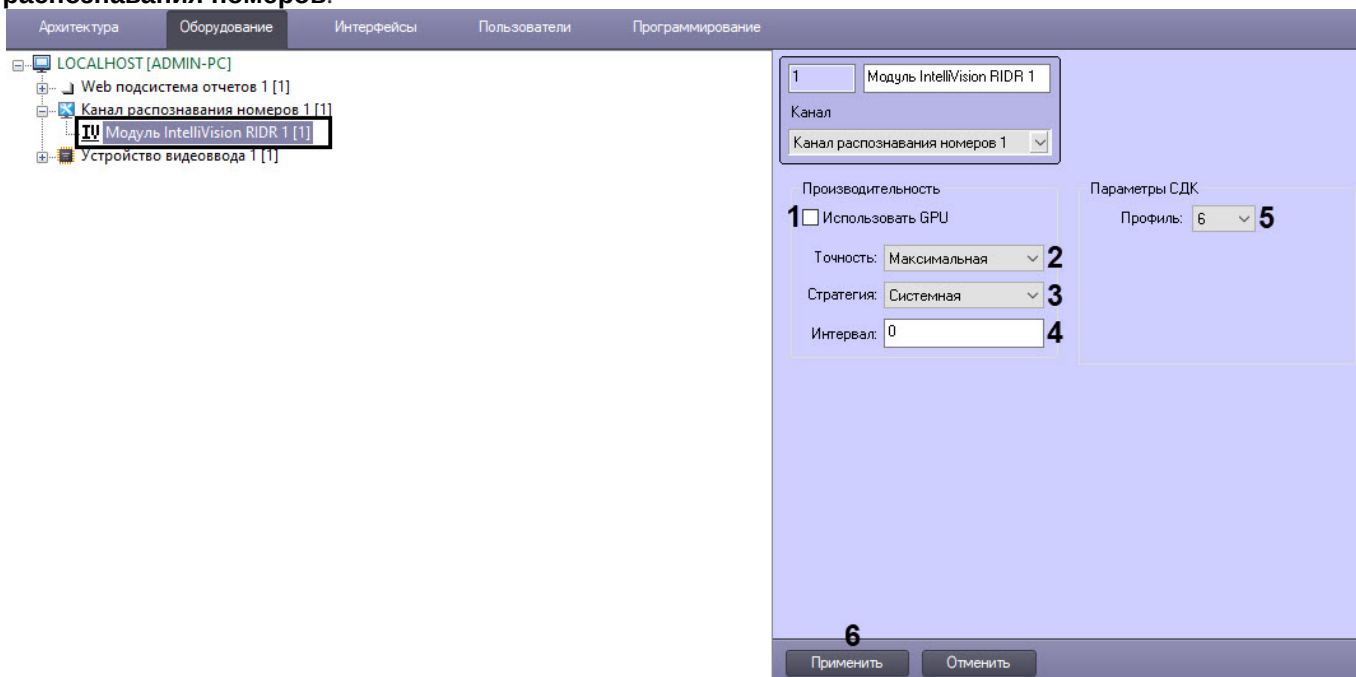 распознавания номеров.
Архитектура Оборудование Интерфейсы Пользователи Программирование
LOCALHOST [ADMIN-PC]
Web подсистема отчетов 1 [1]
Канал распознавания номеров 1 [1]
Модуль IntelliVision RIDR 1 [1]
Устройство видеоввода 1 [1]
1 Модуль IntelliVision RIDR 1
Канал
Канал распознавания номеров 1
Производительность
1 Использовать GPU
Точность: Максимальная 2
Стратегия: Системная 3
Интервал: 0 4
Параметры СДК
Профиль: 6 5
6
Применить Отменить